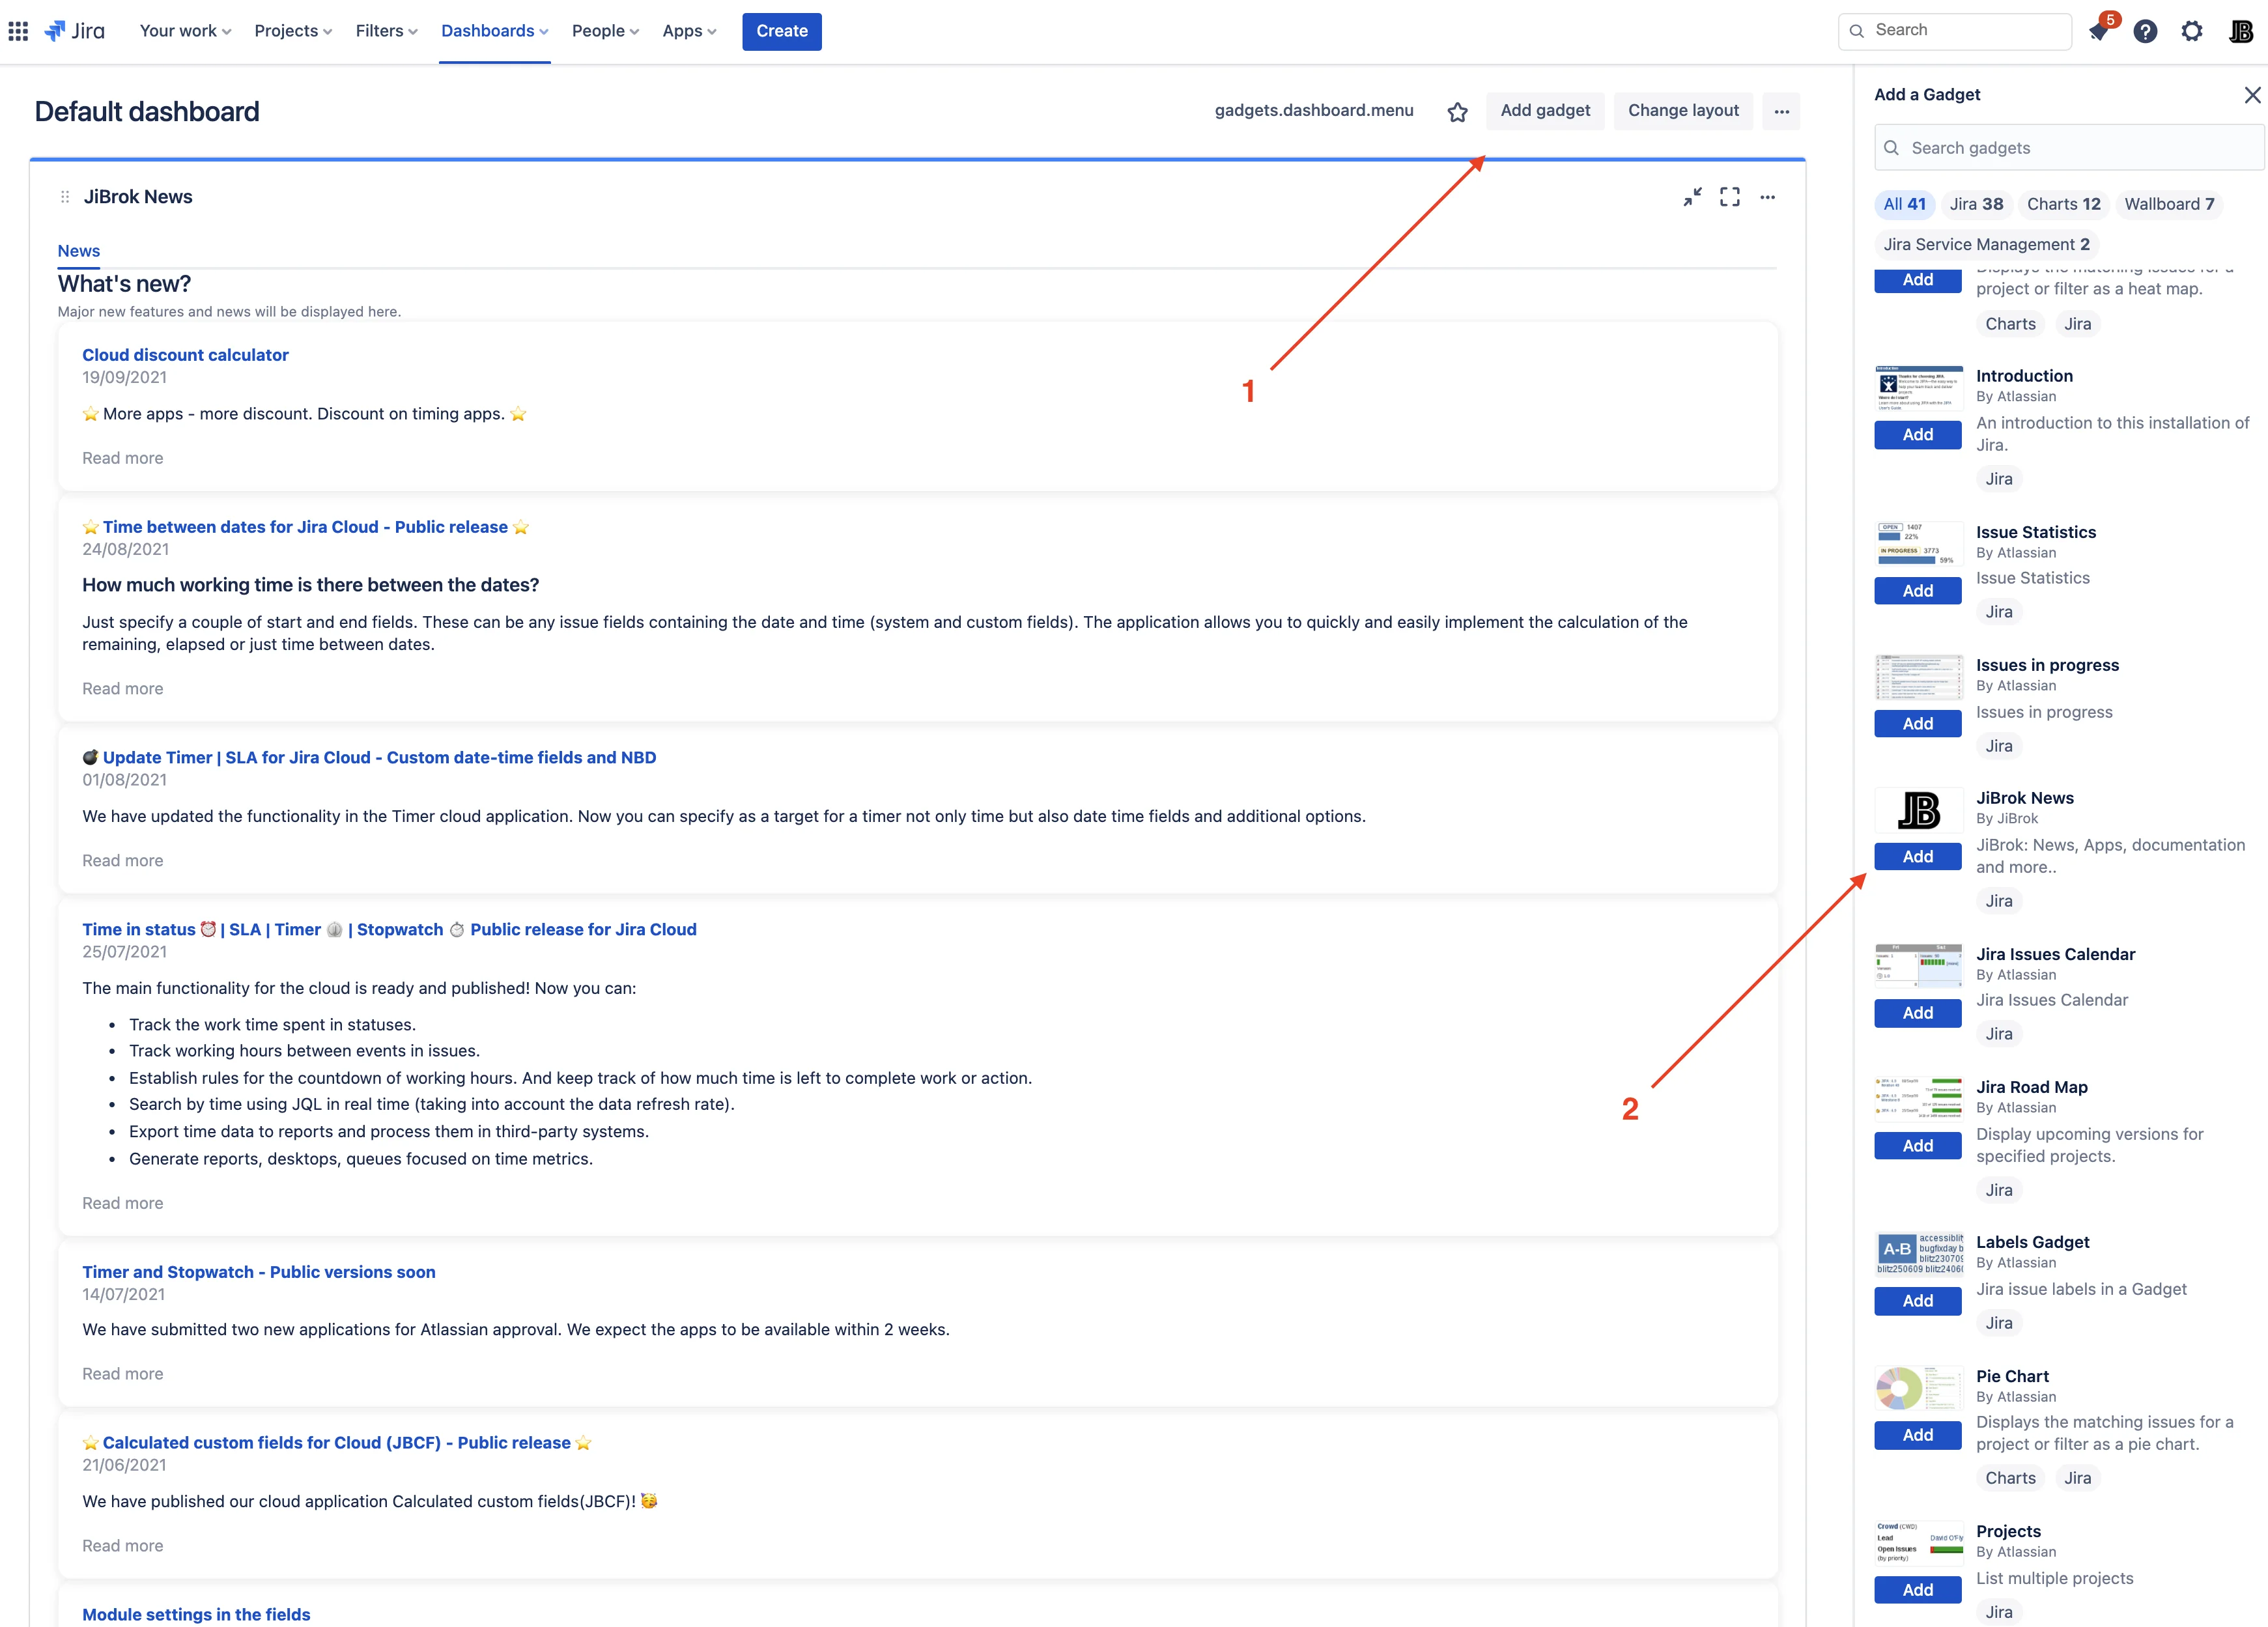 Jira Your work Projects Filters Dashboards People Apps Create Search 5
Default dashboard
gadgets.dashboard.menu Add gadget Change layout
JiBrok News
News
What's new?
Major new features and news will be displayed here.
Cloud discount calculator
19/09/2021
⭐ More apps - more discount. Discount on timing apps. ⭐
Read more
⭐ Time between dates for Jira Cloud - Public release ⭐
24/08/2021
How much working time is there between the dates?
Just specify a couple of start and end fields. These can be any issue fields containing the date and time (system and custom fields). The application allows you to quickly and easily implement the calculation of the
remaining, elapsed or just time between dates.
Read more
💣 Update Timer | SLA for Jira Cloud - Custom date-time fields and NBD
01/08/2021
We have updated the functionality in the Timer cloud application. Now you can specify as a target for a timer not only time but also date time fields and additional options.
Read more
Time in status ⏰ | SLA | Timer 🕹 | Stopwatch ⏱ Public release for Jira Cloud
25/07/2021
The main functionality for the cloud is ready and published! Now you can:
• Track the work time spent in statuses.
• Track working hours between events in issues.
• Establish rules for the countdown of working hours. And keep track of how much time is left to complete work or action.
• Search by time using JQL in real time (taking into account the data refresh rate).
• Export time data to reports and process them in third-party systems.
• Generate reports, desktops, queues focused on time metrics.
Read more
Timer and Stopwatch - Public versions soon
14/07/2021
We have submitted two new applications for Atlassian approval. We expect the apps to be available within 2 weeks.
Read more
⭐ Calculated custom fields for Cloud (JBCF) - Public release ⭐
21/06/2021
We have published our cloud application Calculated custom fields(JBCF)! 🥳
Read more
Module settings in the fields
1
2
Add a Gadget
Search gadgets
All 41 Jira 38 Charts 12 Wallboard 7
Jira Service Management 2
Displays the matching issues for a
Add
project or filter as a heat map.
Charts Jira
Introduction
By Atlassian
An introduction to this installation of
Jira.
Add
Jira
OPEN 1407
22%
IN PROGRESS 3773
59%
Issue Statistics
By Atlassian
Issue Statistics
Add
Jira
Issues in progress
By Atlassian
Issues in progress
Add
Jira
JB
JiBrok News
By JiBrok
JiBrok: News, Apps, documentation
and more..
Add
Jira
Jira Issues Calendar
By Atlassian
Jira Issues Calendar
Add
Jira
Jira Road Map
By Atlassian
Display upcoming versions for
specified projects.
Add
Jira
A-B
accessiblit
bugfixday b
blitz230709
blitz250609 blitz24060
Labels Gadget
By Atlassian
Jira issue labels in a Gadget
Add
Jira
Pie Chart
By Atlassian
Displays the matching issues for a
project or filter as a pie chart.
Add
Charts Jira
Crowd (CWD)
Lead David O'Fly
Open Issues
(by priority)
Projects
By Atlassian
List multiple projects
Add
Jira